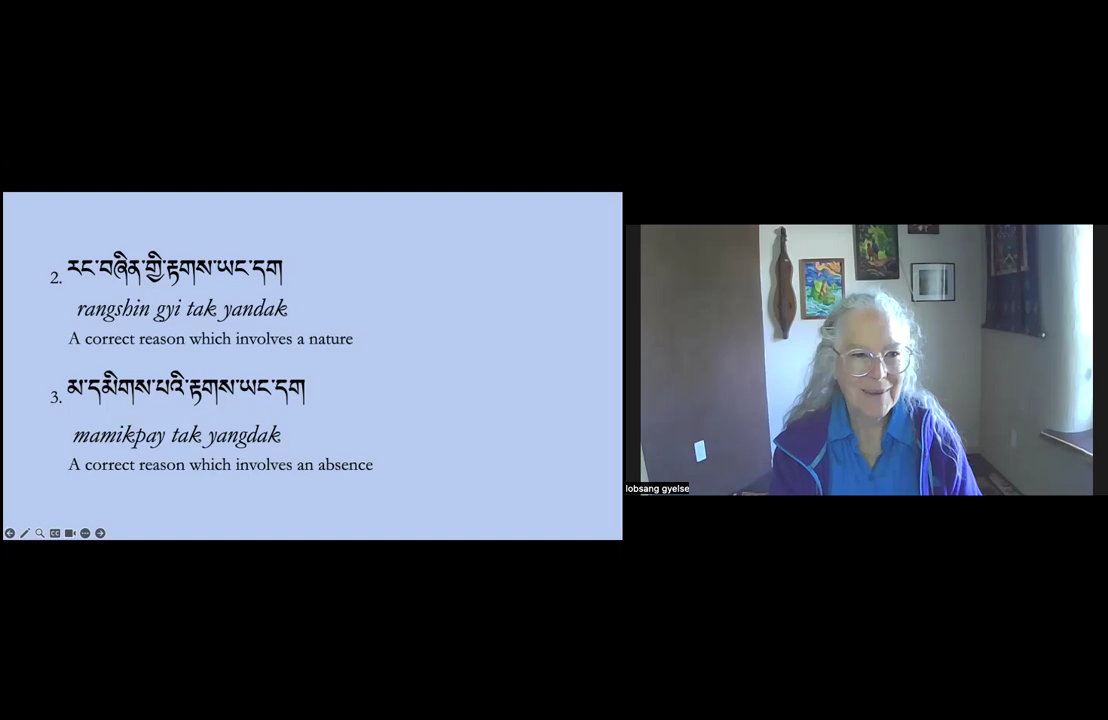 2. རང་བཞིན་གྱི་རྟགས་ཡང་དག
rangshin gyi tak yandak
A correct reason which involves a nature
3. མ་དམིགས་པའི་རྟགས་ཡང་དག
mamikpay tak yangdak
A correct reason which involves an absence
lobsang gyelse